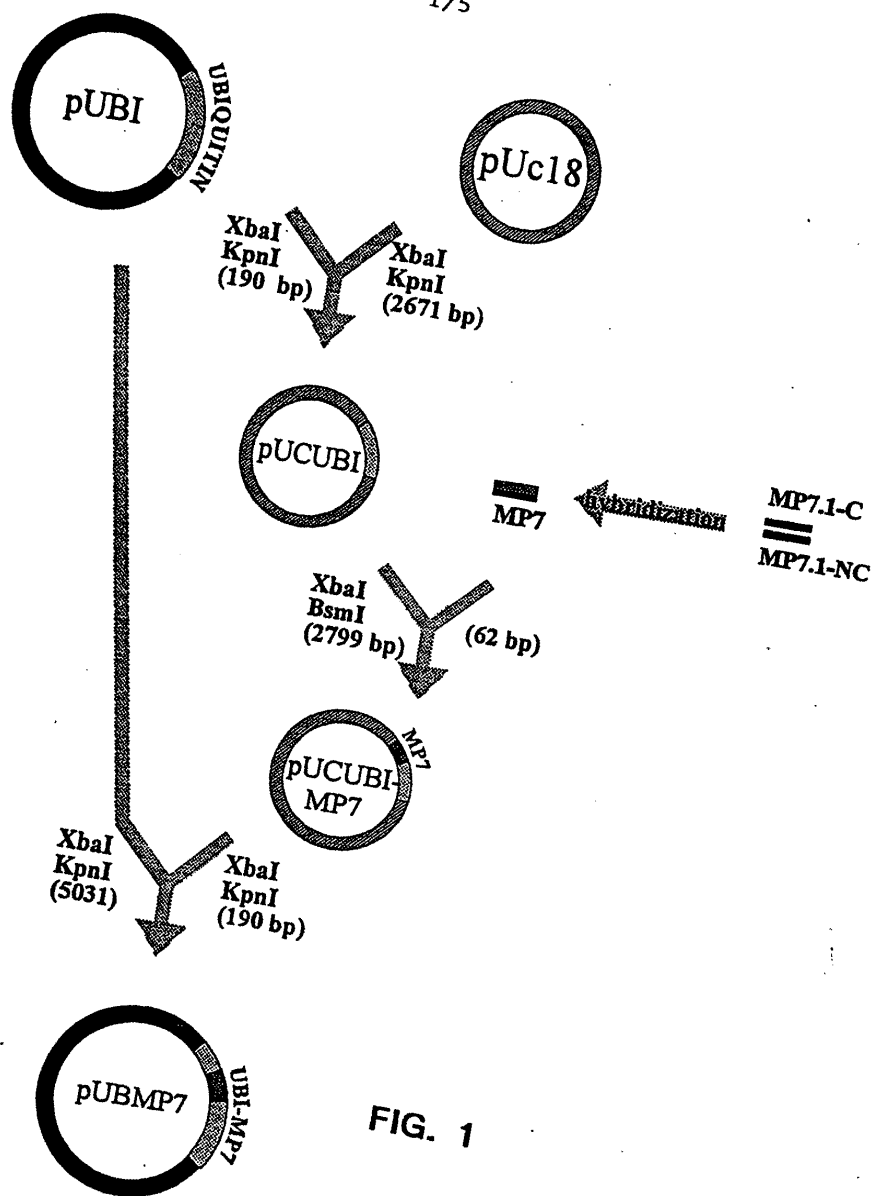 1/5
pUBI
UBIQUITIN
pUc18
XbaI
KpnI
(190 bp)
XbaI
KpnI
(2671 bp)
pUCUBI
MP7
hybridization
MP7.1-C
MP7.1-NC
XbaI
BsmI
(2799 bp)
(62 bp)
pUCUBI-
MP7
MP7
XbaI
KpnI
(5031)
XbaI
KpnI
(190 bp)
pUBMP7
UBI-MP7
FIG. 1